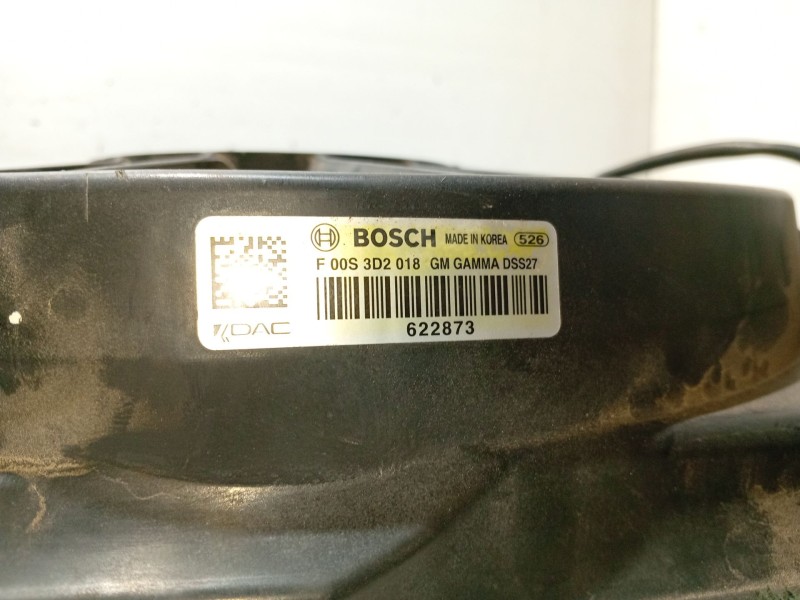 BOSCH MADE IN KOREA 526
F 00S 3D2 018 GM GAMMA DSS27
DAC 622873